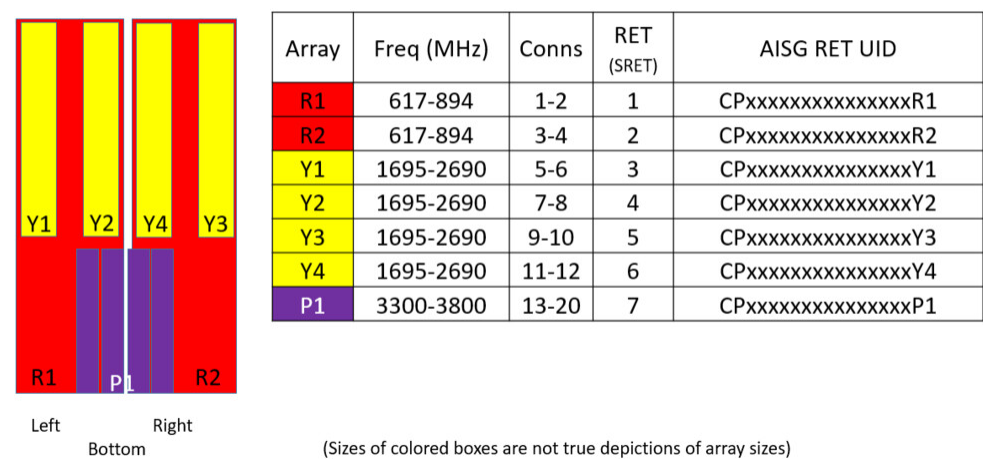 Y1 Y2 Y4 Y3
R1 P1 R2
Left Right
Bottom
Array Freq (MHz) Conns RET (SRET) AISG RET UID
R1 617-894 1-2 1 CPxxxxxxxxxxxxxxxR1
R2 617-894 3-4 2 CPxxxxxxxxxxxxxxxR2
Y1 1695-2690 5-6 3 CPxxxxxxxxxxxxxxxY1
Y2 1695-2690 7-8 4 CPxxxxxxxxxxxxxxxY2
Y3 1695-2690 9-10 5 CPxxxxxxxxxxxxxxxY3
Y4 1695-2690 11-12 6 CPxxxxxxxxxxxxxxxY4
P1 3300-3800 13-20 7 CPxxxxxxxxxxxxxxxP1
(Sizes of colored boxes are not true depictions of array sizes)